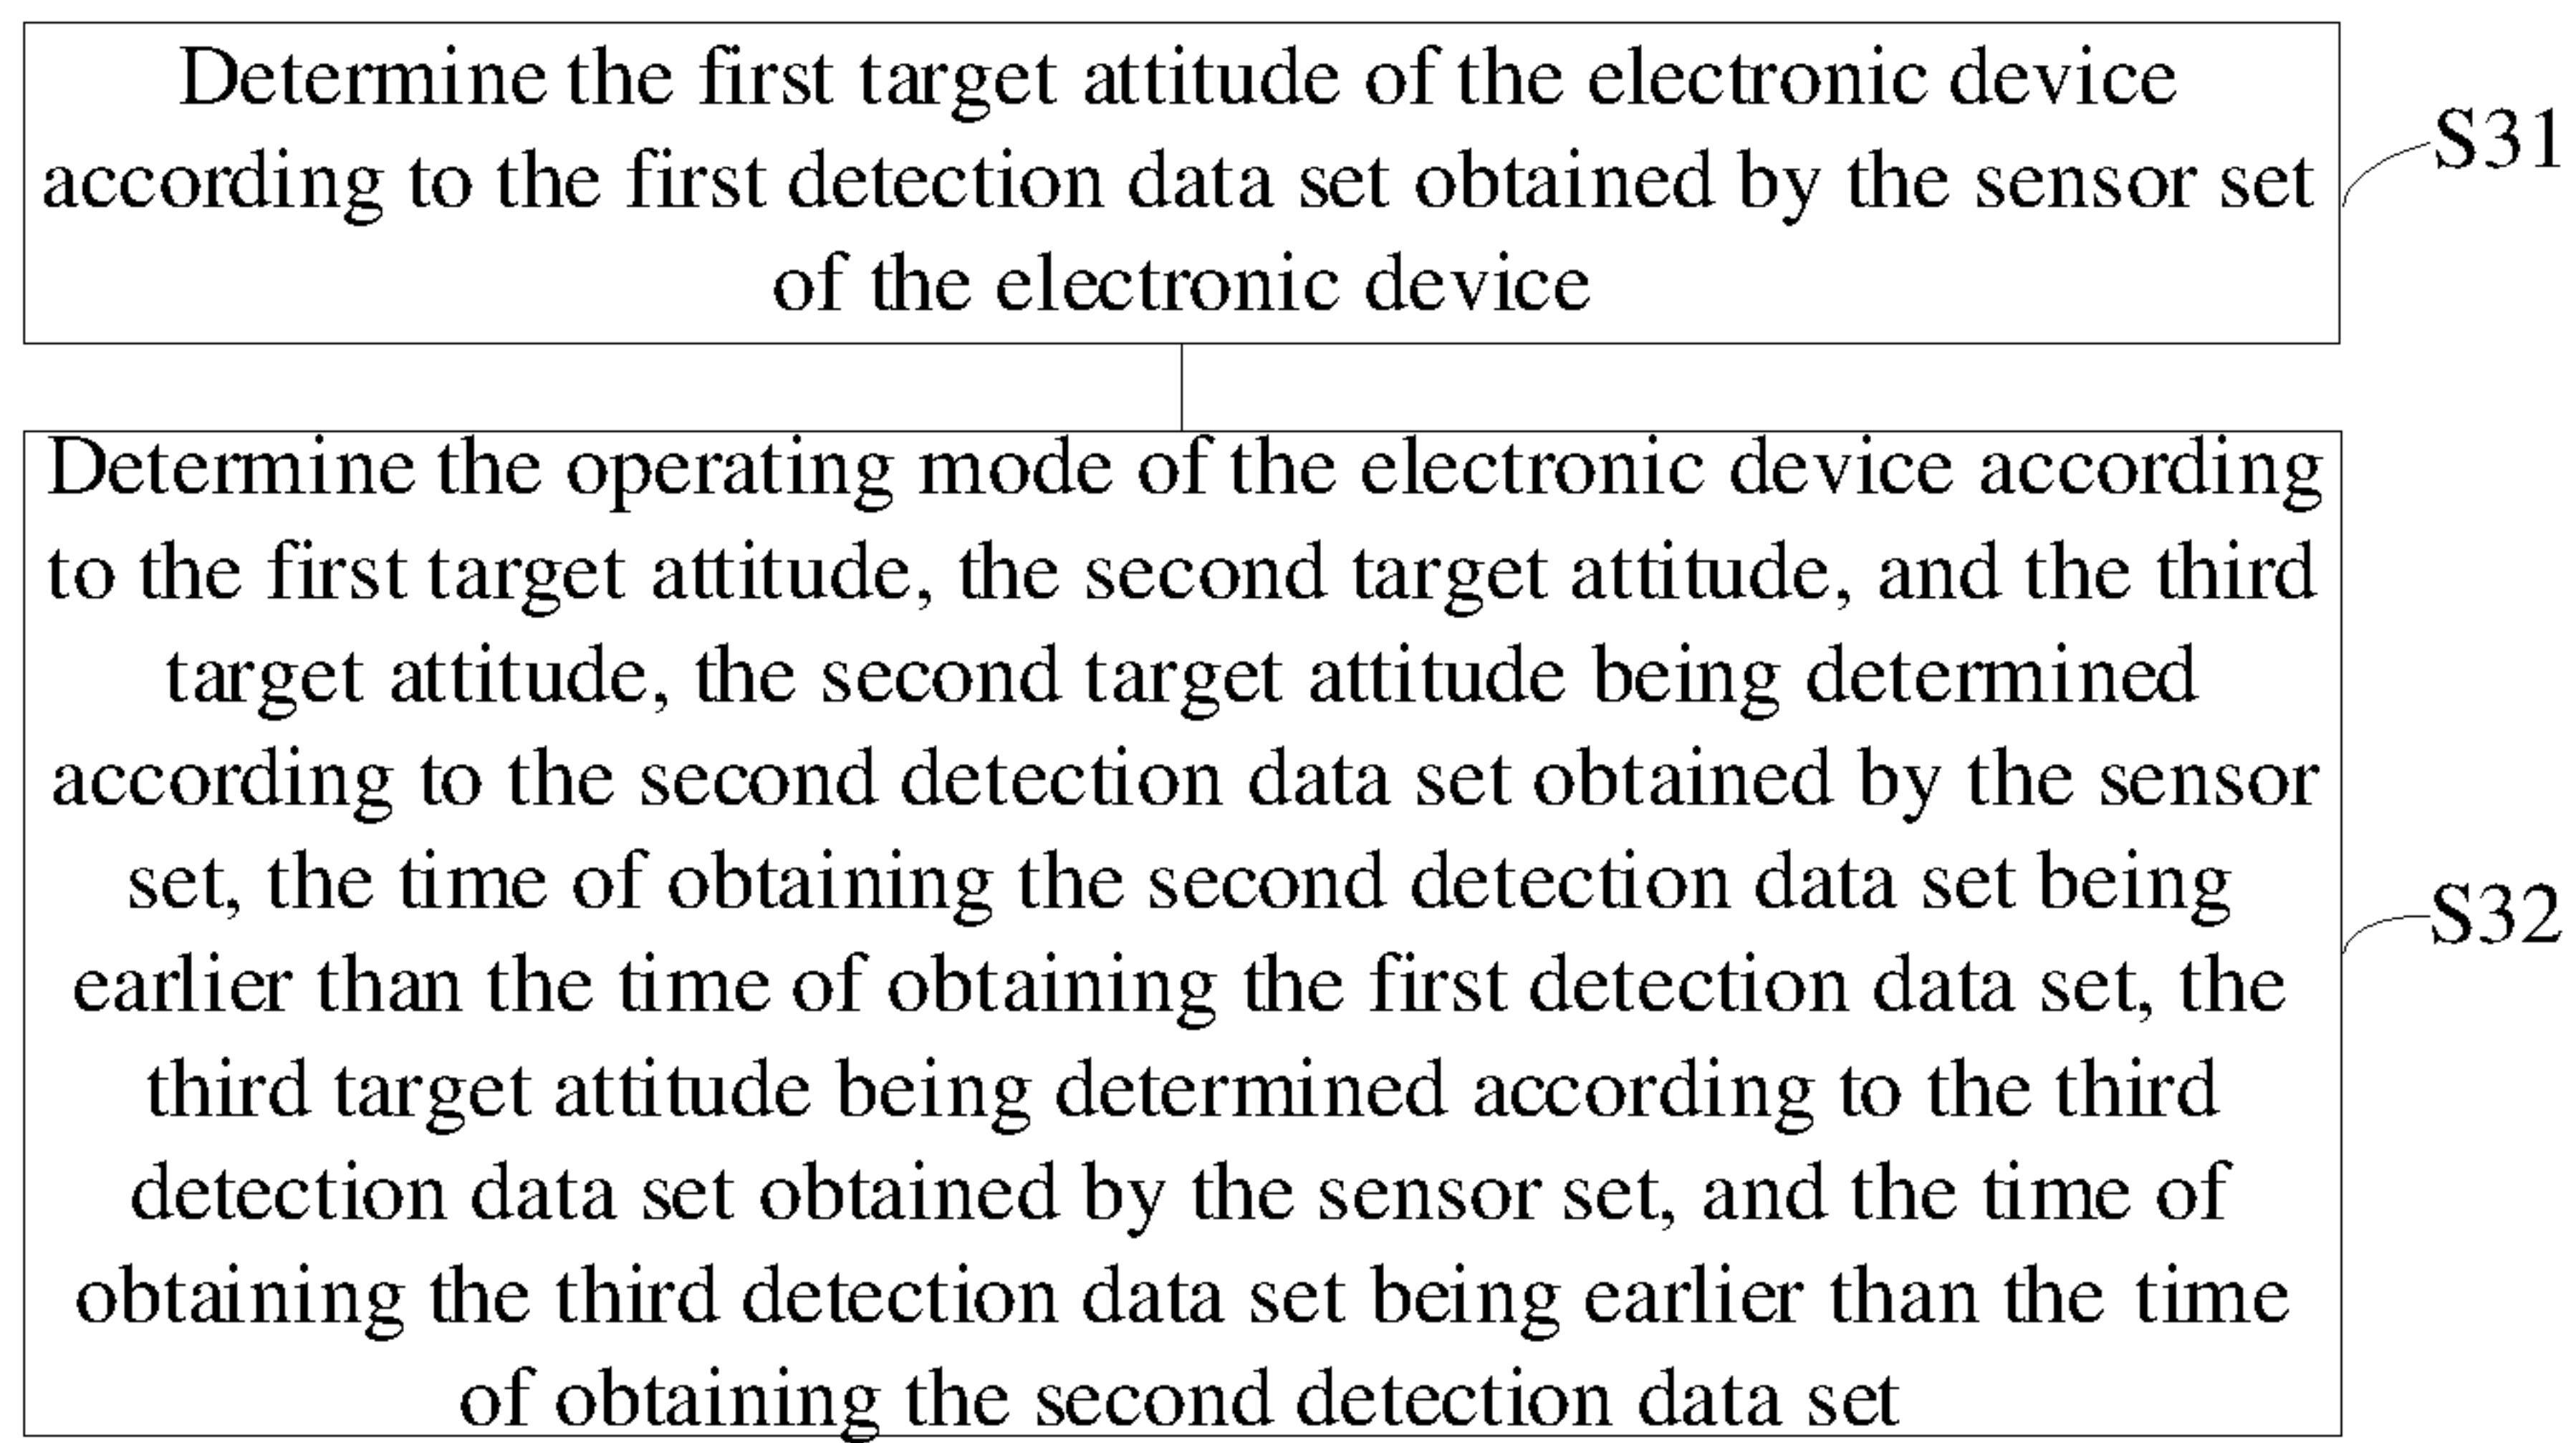 Determine the first target attitude of the electronic device
according to the first detection data set obtained by the sensor set
of the electronic device
S31
Determine the operating mode of the electronic device according
to the first target attitude, the second target attitude, and the third
target attitude, the second target attitude being determined
according to the second detection data set obtained by the sensor
set, the time of obtaining the second detection data set being
earlier than the time of obtaining the first detection data set, the
third target attitude being determined according to the third
detection data set obtained by the sensor set, and the time of
obtaining the third detection data set being earlier than the time
of obtaining the second detection data set
S32